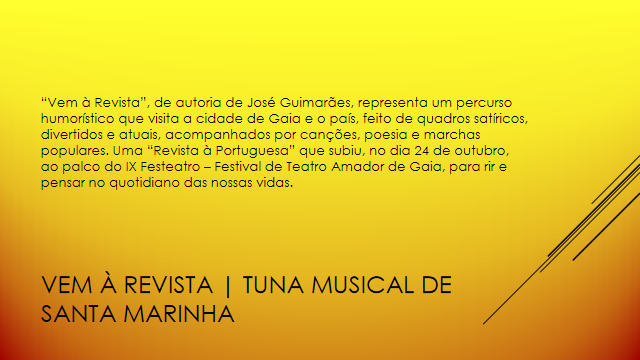 “Vem à Revista”, de autoria de José Guimarães, representa um percurso
humorístico que visita a cidade de Gaia e o país, feito de quadros satíricos,
divertidos e atuais, acompanhados por canções, poesia e marchas
populares. Uma “Revista à Portuguesa” que subiu, no dia 24 de outubro,
ao palco do IX Festeatro – Festival de Teatro Amador de Gaia, para rir e
pensar no quotidiano das nossas vidas.
VEM À REVISTA | TUNA MUSICAL DE
SANTA MARINHA